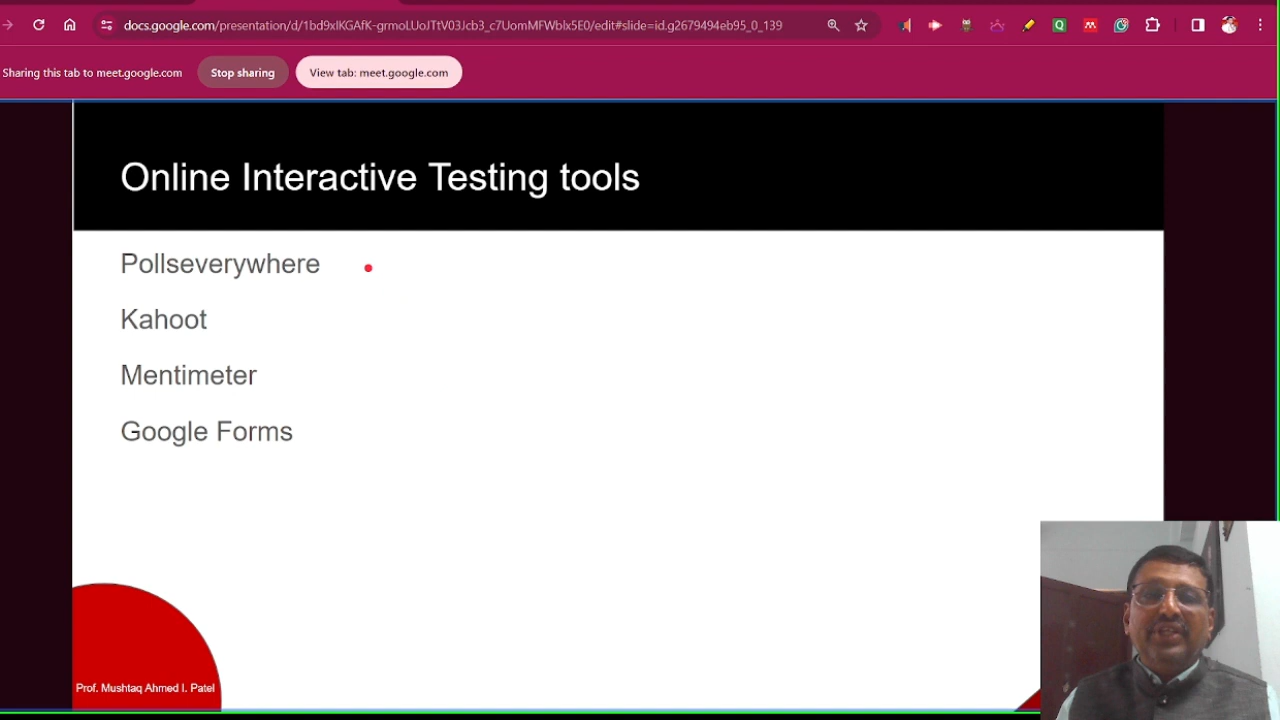 docs.google.com/presentation/d/1bd9xlKGAfK-grmoLUoJTtV03Jcb3_c7UomMFWblx5E0/edit#slide=id.g2679494eb95_0_139
Sharing this tab to meet.google.com
Stop sharing
View tab: meet.google.com
Online Interactive Testing tools
Pollseverywhere
Kahoot
Mentimeter
Google Forms
Prof. Mushtaq Ahmed I. Patel